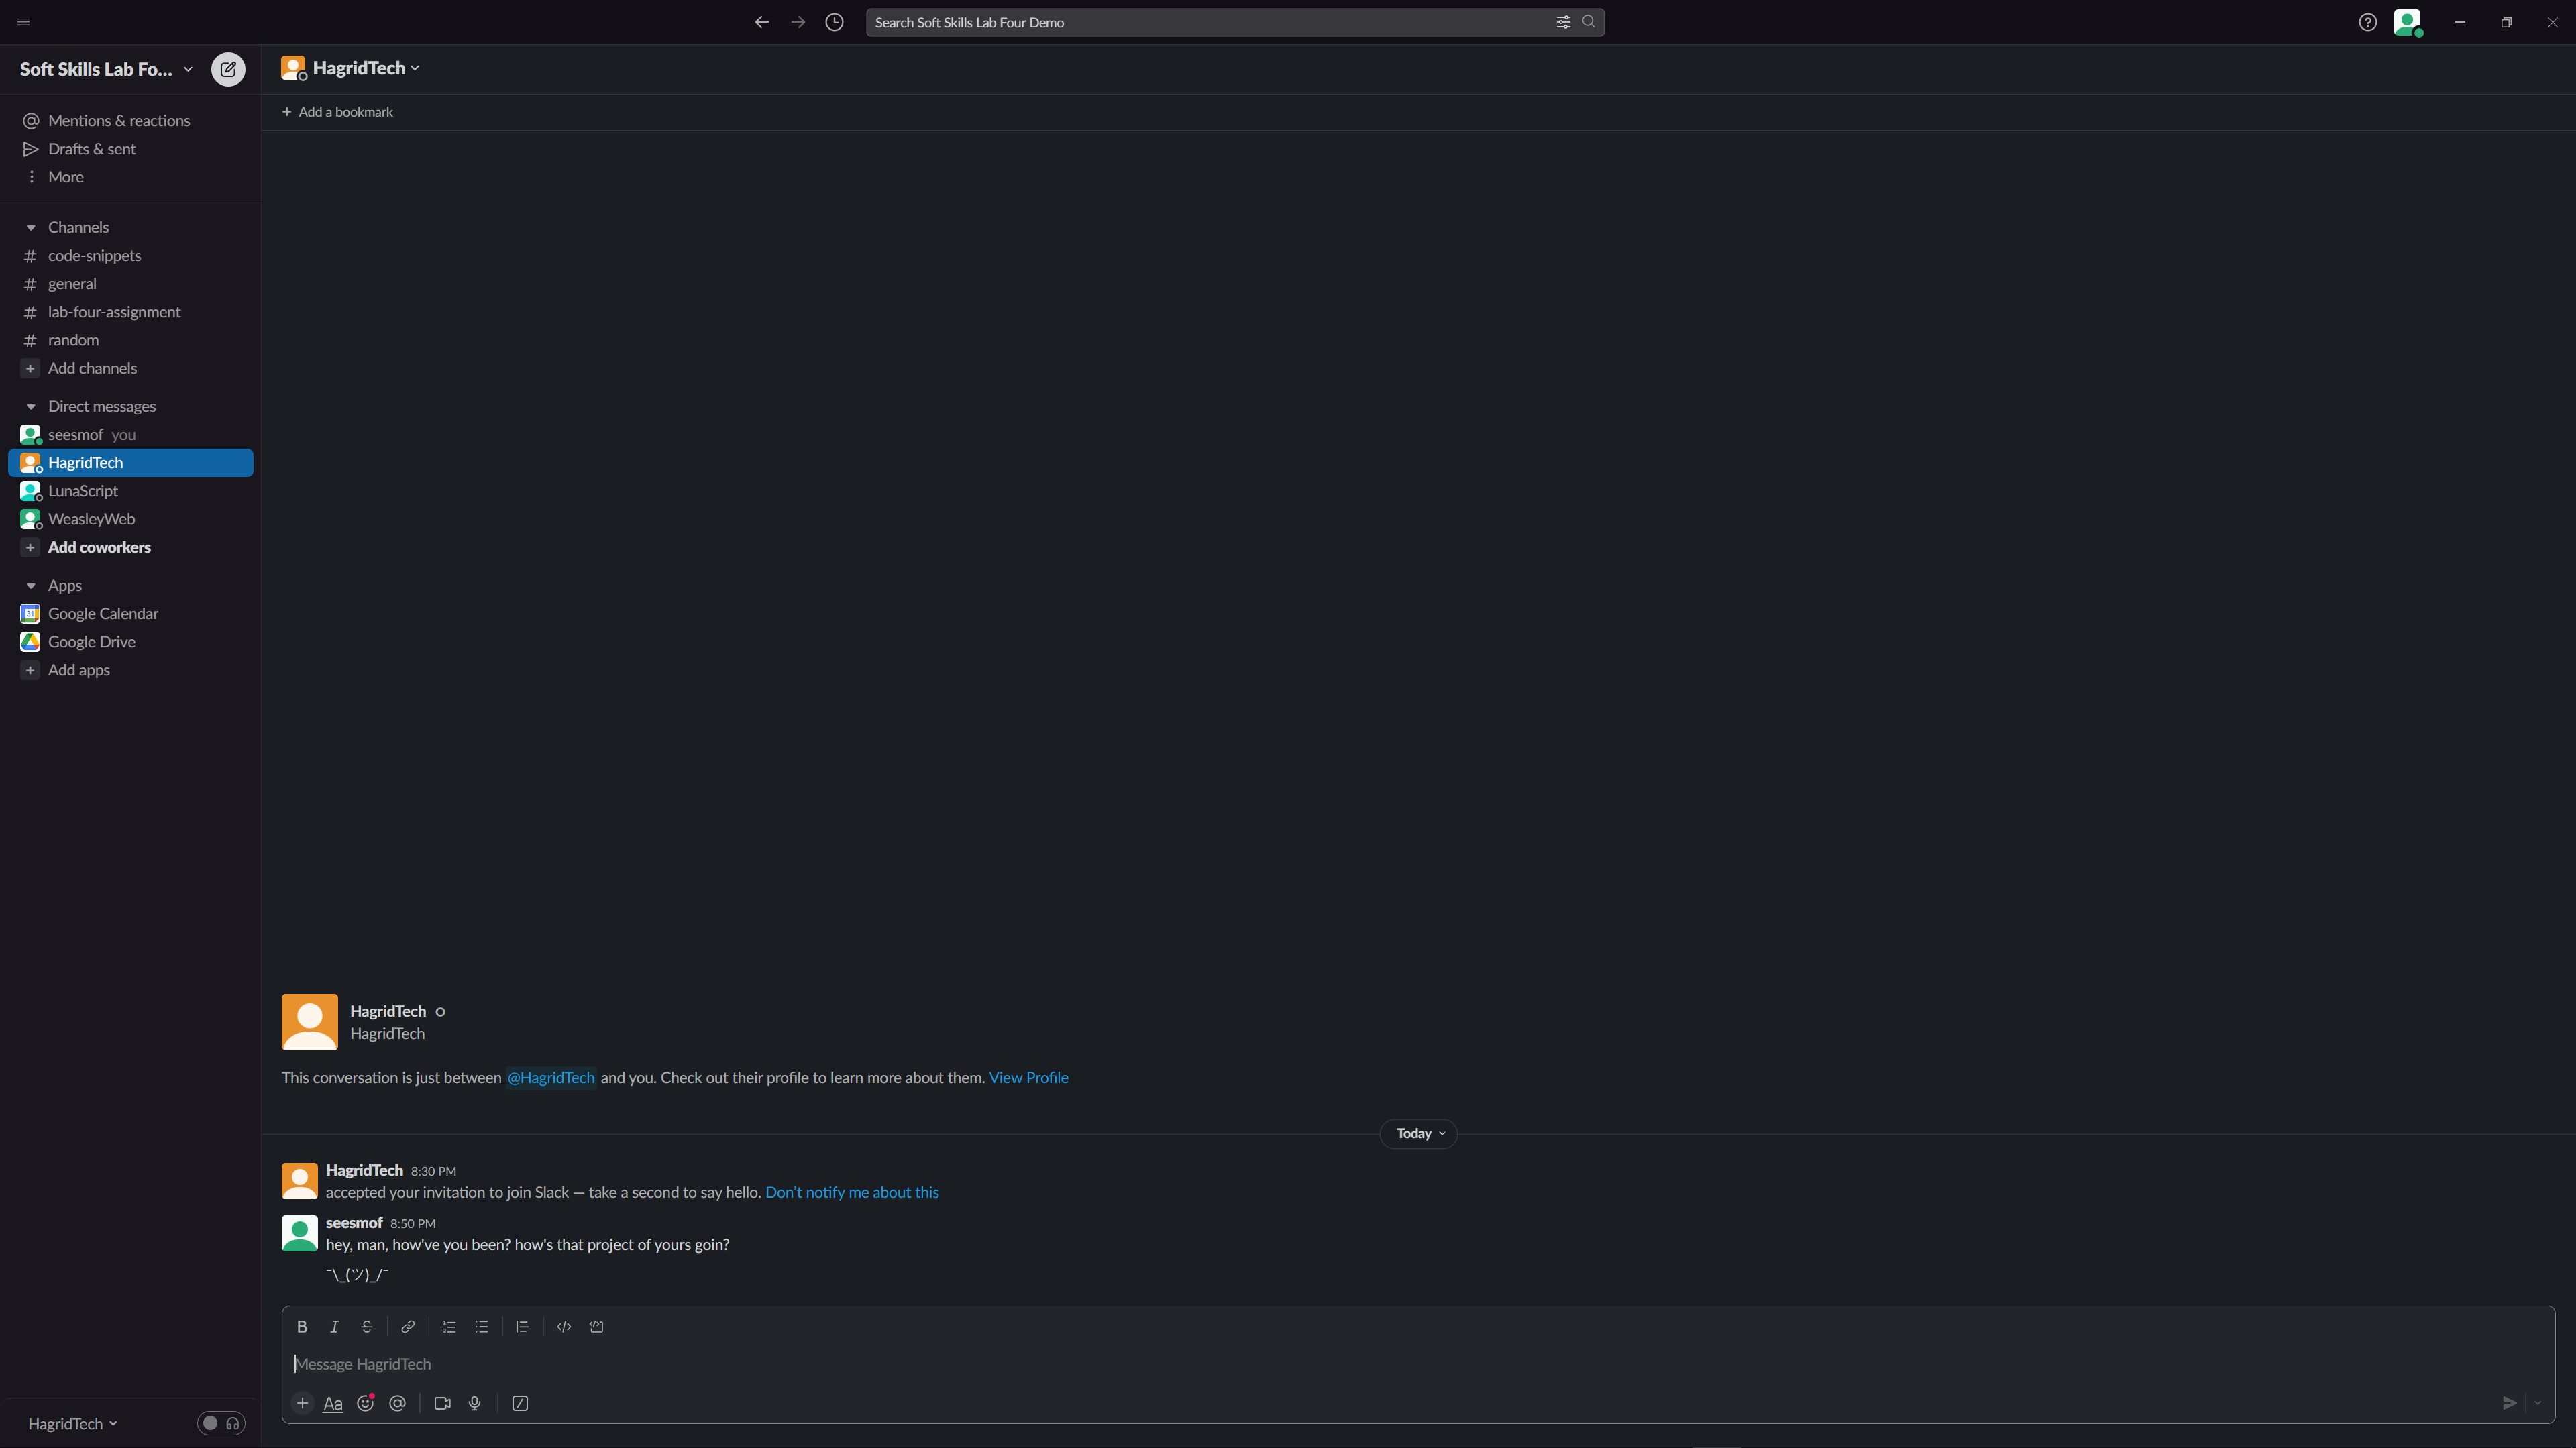 Search Soft Skills Lab Four Demo
Soft Skills Lab Fo...
HagridTech
Add a bookmark
Mentions & reactions
Drafts & sent
More
Channels
# code-snippets
# general
# lab-four-assignment
# random
+ Add channels
Direct messages
seesmof you
HagridTech
LunaScript
WeasleyWeb
+ Add coworkers
Apps
31 Google Calendar
Google Drive
+ Add apps
HagridTech
HagridTech
HagridTech
This conversation is just between @HagridTech and you. Check out their profile to learn more about them. View Profile
Today
HagridTech 8:30 PM
accepted your invitation to join Slack — take a second to say hello. Don't notify me about this
seesmof 8:50 PM
hey, man, how've you been? how's that project of yours goin?
¯\_(ツ)_/¯
B I S
Message HagridTech
+ Aa @